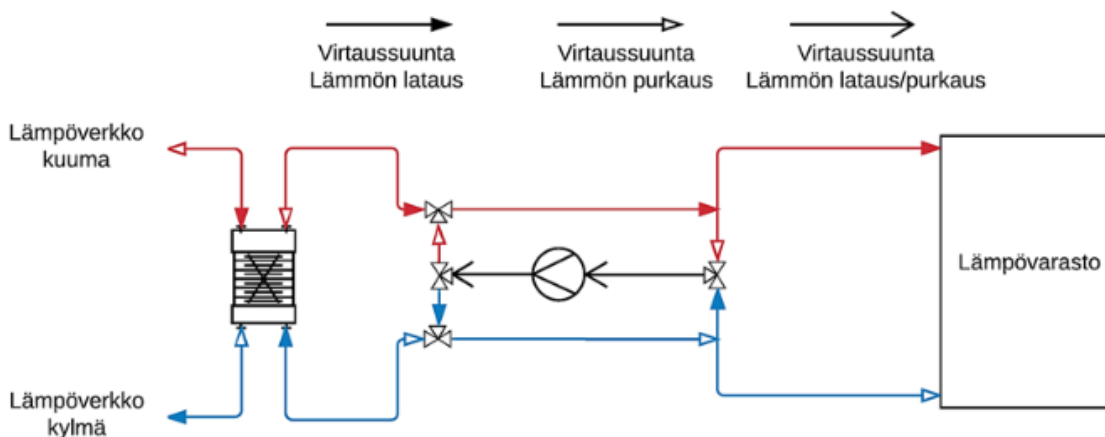 Virtaussuunta
Lämmön lataus
Virtaussuunta
Lämmön purkaus
Virtaussuunta
Lämmön lataus/purkaus
Lämpöverkko
kuuma
Lämpövarasto
Lämpöverkko
kylmä